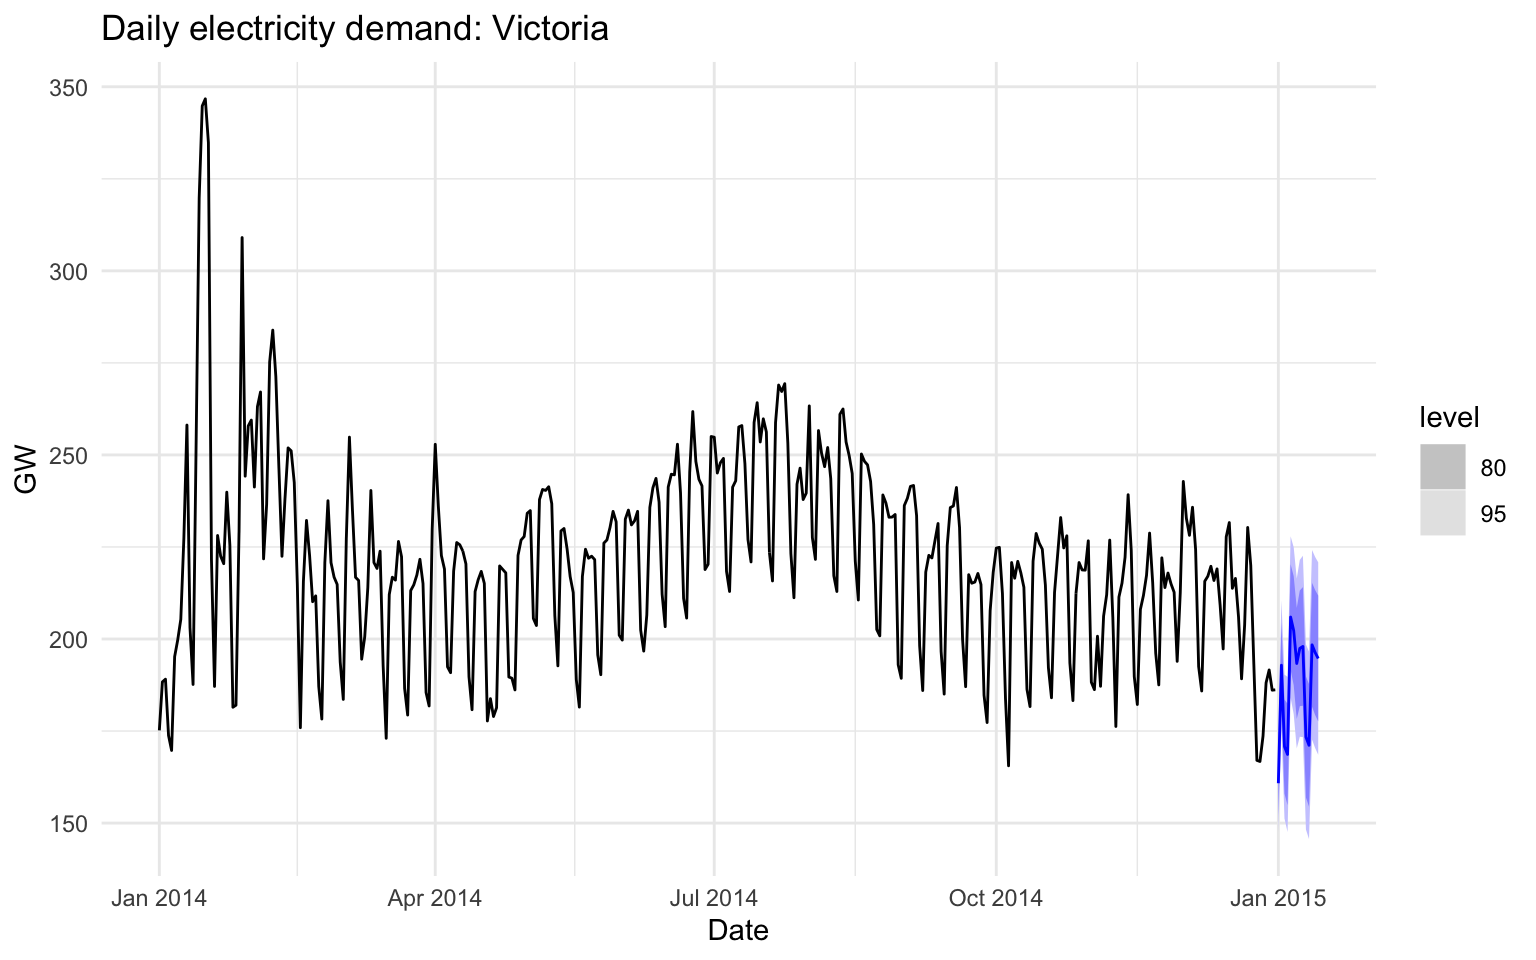 Daily electricity demand: Victoria
350
300
250
200
150
GW
Jan 2014
Apr 2014
Jul 2014
Oct 2014
Jan 2015
Date
level
80
95